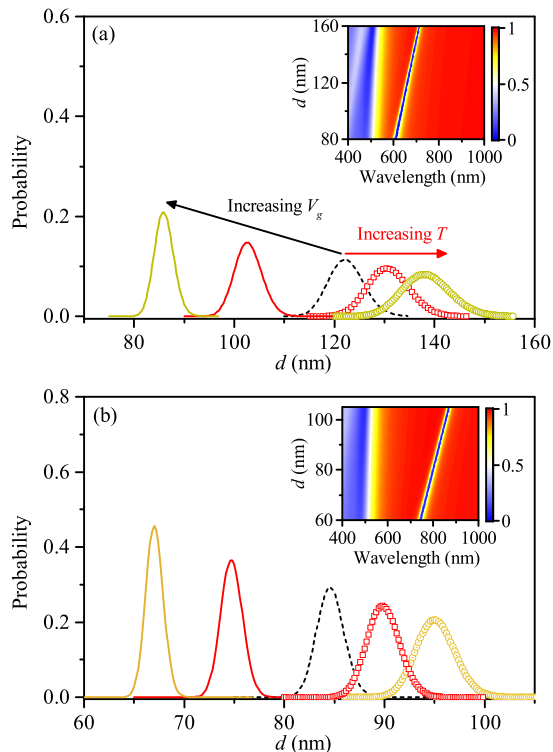 (a)
Probability
0.6
0.4
0.2
0.0
80 100 120 140 160
d (nm)
Increasing Vg
Increasing T
d (nm)
160
120
80
400 600 800 1000
Wavelength (nm)
1
0.5
0
(b)
Probability
0.8
0.6
0.4
0.2
0.0
60 70 80 90 100
d (nm)
d (nm)
100
80
60
400 600 800 1000
Wavelength (nm)
1
0.5
0